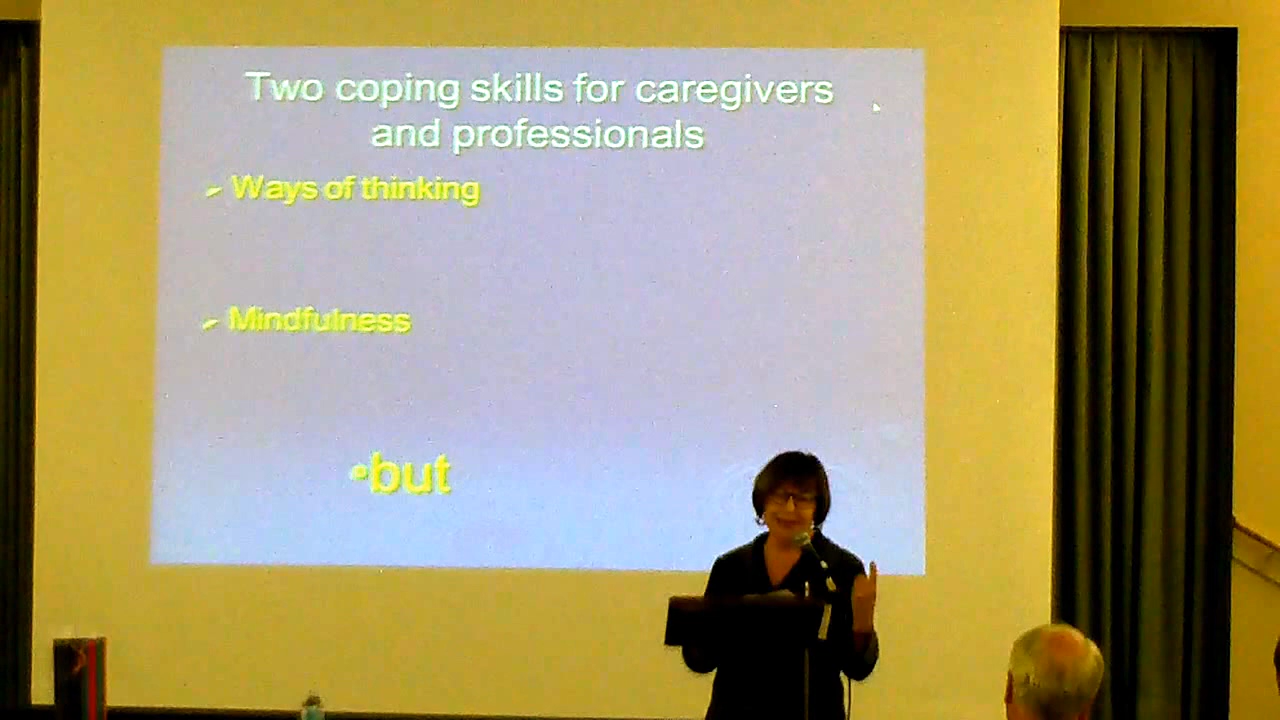 Two coping skills for caregivers
and professionals
Ways of thinking
Mindfulness
•but